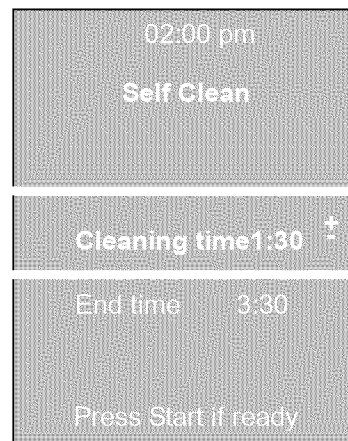 02:00 pm
Self Clean
+
Cleaning time1:30 -
End time 3:30
Press Start if ready